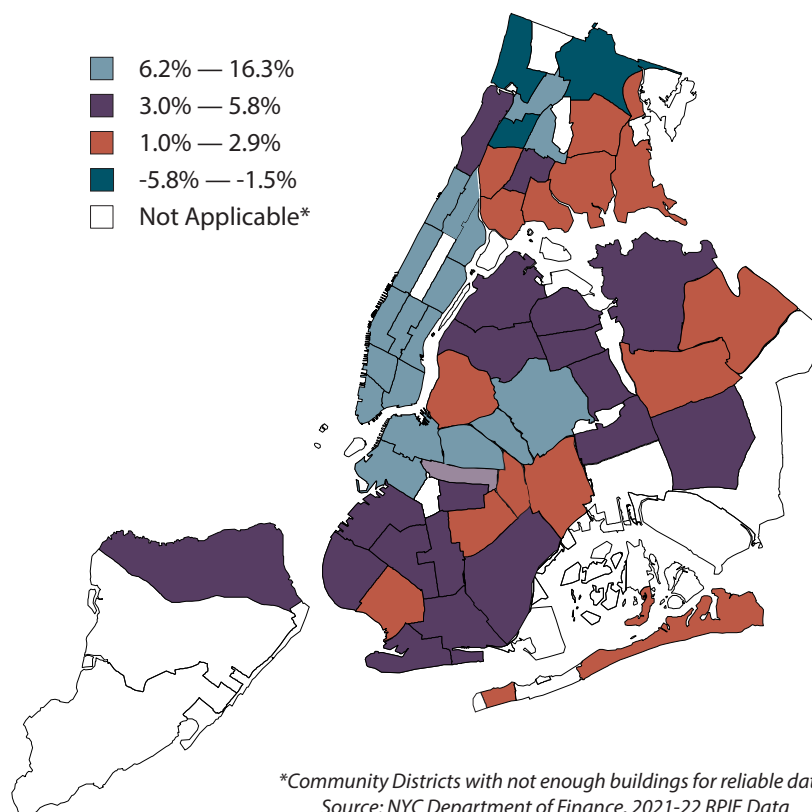 6.2% — 16.3%
3.0% — 5.8%
1.0% — 2.9%
-5.8% — -1.5%
Not Applicable*
*Community Districts with not enough buildings for reliable dat
Source: NYC Department of Finance, 2021-22 RPIE Data